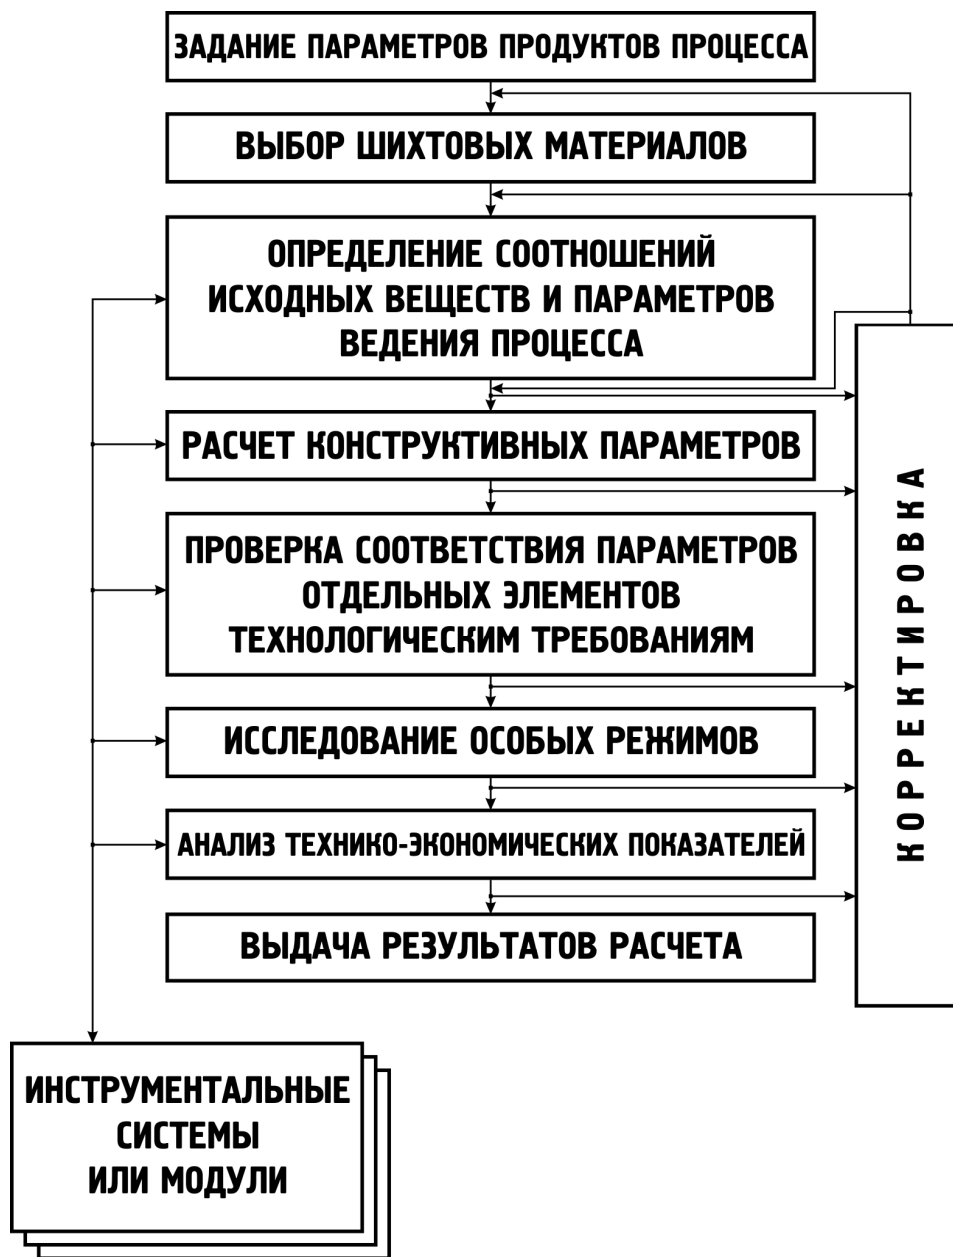 ЗАДАНИЕ ПАРАМЕТРОВ ПРОДУКТОВ ПРОЦЕССА
ВЫБОР ШИХТОВЫХ МАТЕРИАЛОВ
ОПРЕДЕЛЕНИЕ СООТНОШЕНИЙ
ИСХОДНЫХ ВЕЩЕСТВ И ПАРАМЕТРОВ
ВЕДЕНИЯ ПРОЦЕССА
РАСЧЕТ КОНСТРУКТИВНЫХ ПАРАМЕТРОВ
ПРОВЕРКА СООТВЕТСТВИЯ ПАРАМЕТРОВ
ОТДЕЛЬНЫХ ЭЛЕМЕНТОВ
ТЕХНОЛОГИЧЕСКИМ ТРЕБОВАНИЯМ
ИССЛЕДОВАНИЕ ОСОБЫХ РЕЖИМОВ
АНАЛИЗ ТЕХНИКО-ЭКОНОМИЧЕСКИХ ПОКАЗАТЕЛЕЙ
ВЫДАЧА РЕЗУЛЬТАТОВ РАСЧЕТА
КОРРЕКТИРОВКА
ИНСТРУМЕНТАЛЬНЫЕ
СИСТЕМЫ
ИЛИ МОДУЛИ